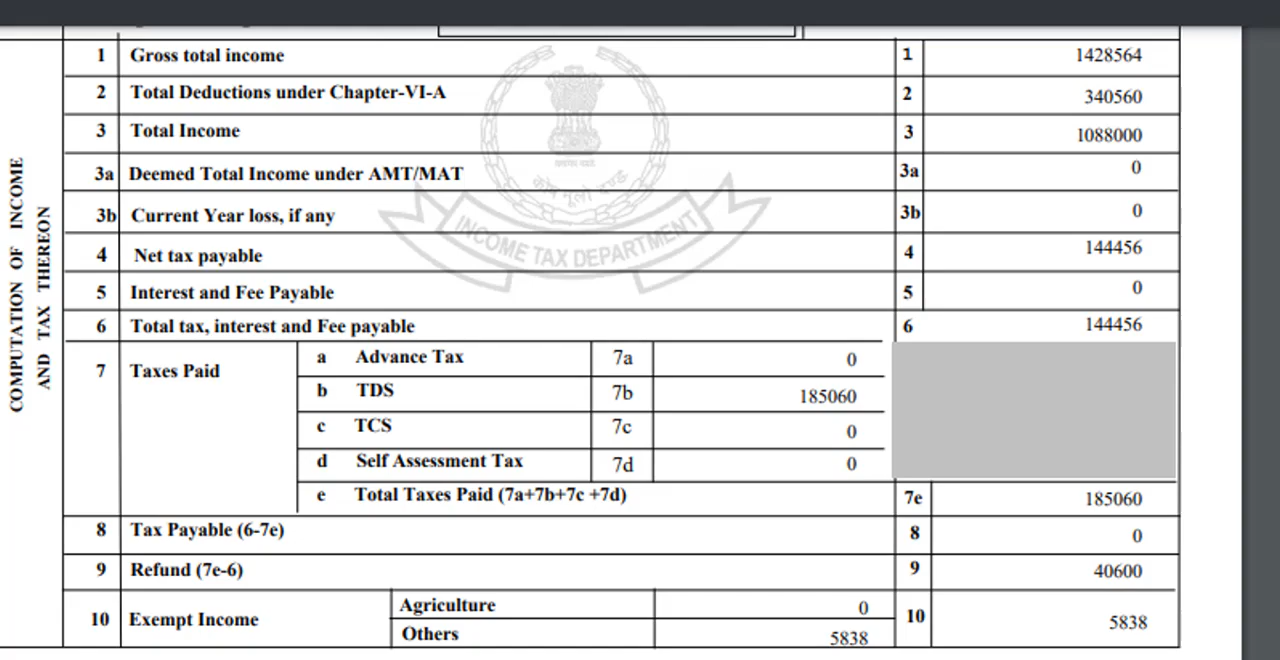 COMPUTATION OF INCOME
AND TAX THEREON
1 Gross total income 1 1428564
2 Total Deductions under Chapter-VI-A 2 340560
3 Total Income 3 1088000
3a Deemed Total Income under AMT/MAT 3a 0
3b Current Year loss, if any 3b 0
4 Net tax payable 4 144456
5 Interest and Fee Payable 5 0
6 Total tax, interest and Fee payable 6 144456
7 Taxes Paid
a Advance Tax 7a 0
b TDS 7b 185060
c TCS 7c 0
d Self Assessment Tax 7d 0
e Total Taxes Paid (7a+7b+7c +7d) 7e 185060
8 Tax Payable (6-7e) 8 0
9 Refund (7e-6) 9 40600
10 Exempt Income 10 5838
Agriculture 0
Others 5838
कोष मूलो दण्डः
INCOME TAX DEPARTMENT